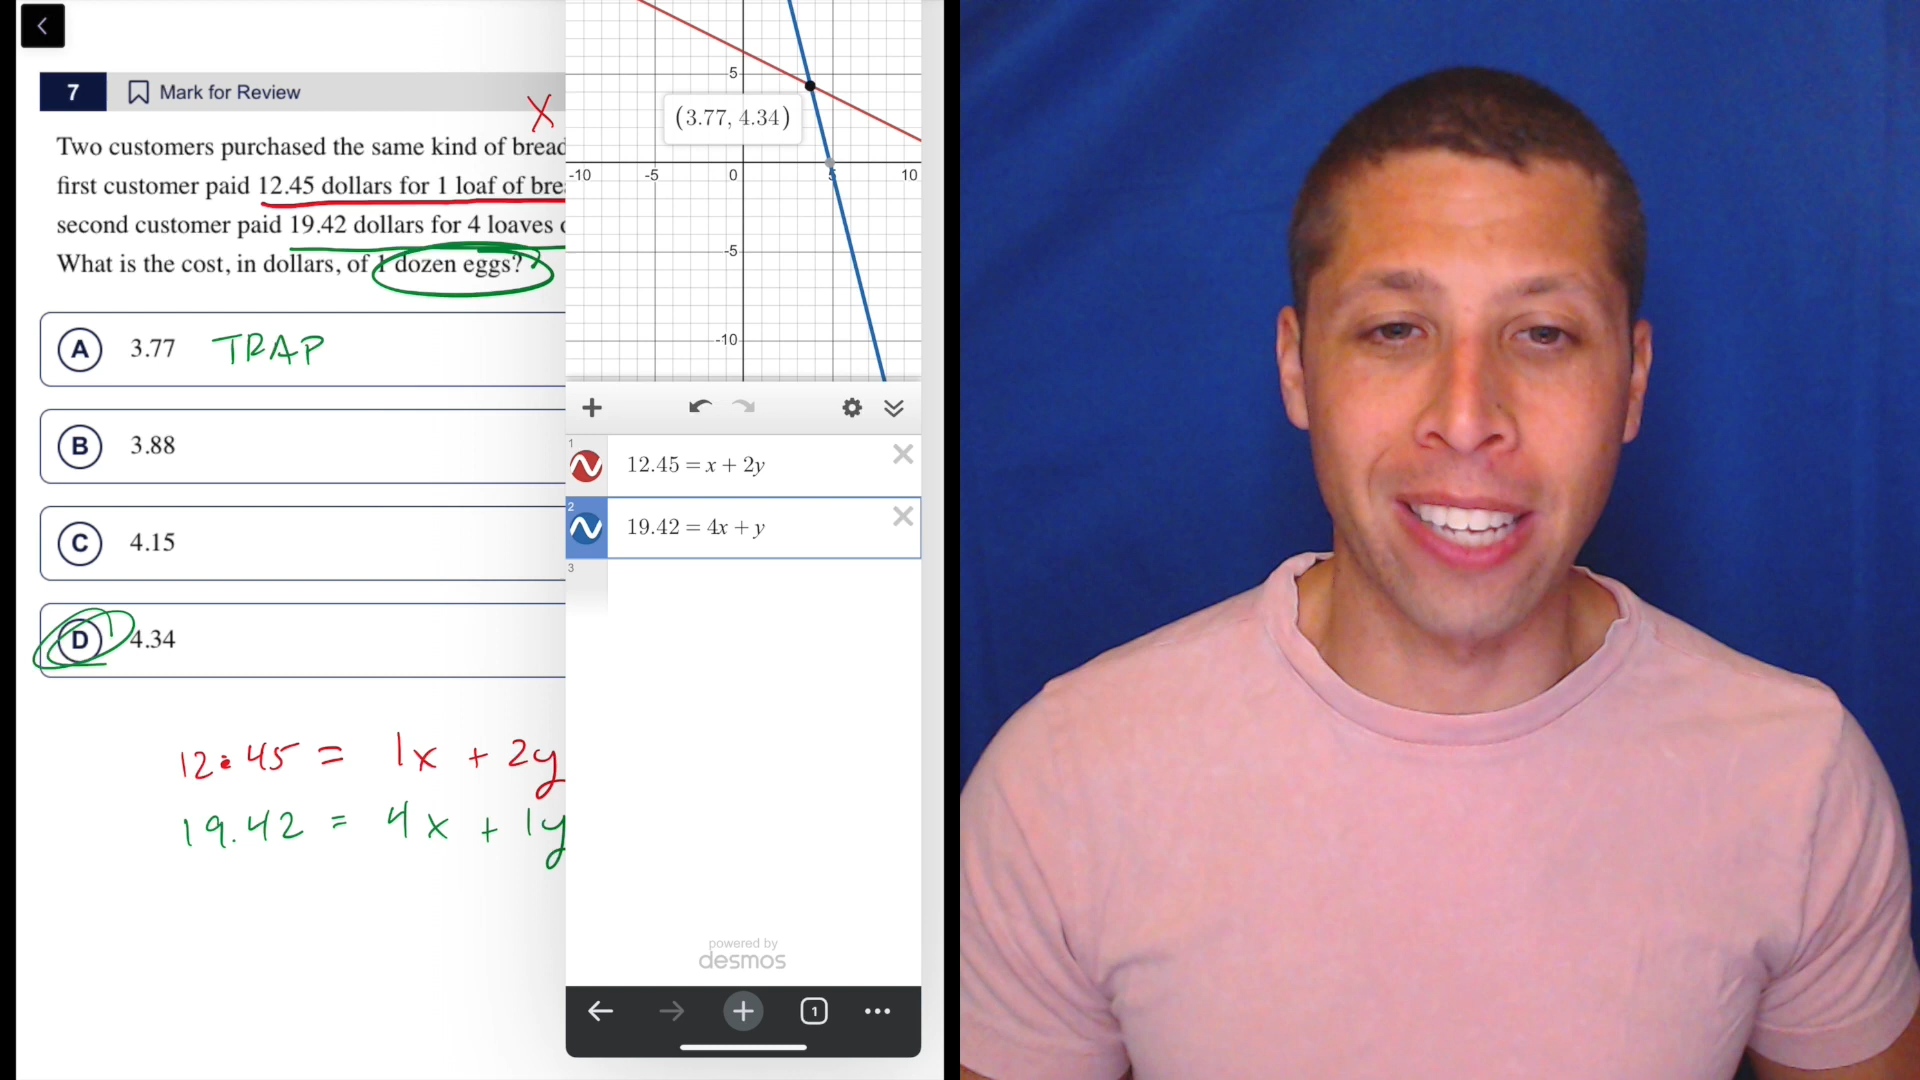 7 Mark for Review
X
Two customers purchased the same kind of bread
first customer paid 12.45 dollars for 1 loaf of bre
second customer paid 19.42 dollars for 4 loaves
What is the cost, in dollars, of 1 dozen eggs?
A 3.77 TRAP
B 3.88
C 4.15
D 4.34
12.45 = 1x + 2y
19.42 = 4x + 1y
5
(3.77, 4.34)
-10 -5 0 5 10
-5
-10
1
12.45 = x + 2y
2
19.42 = 4x + y
3
powered by
desmos
1